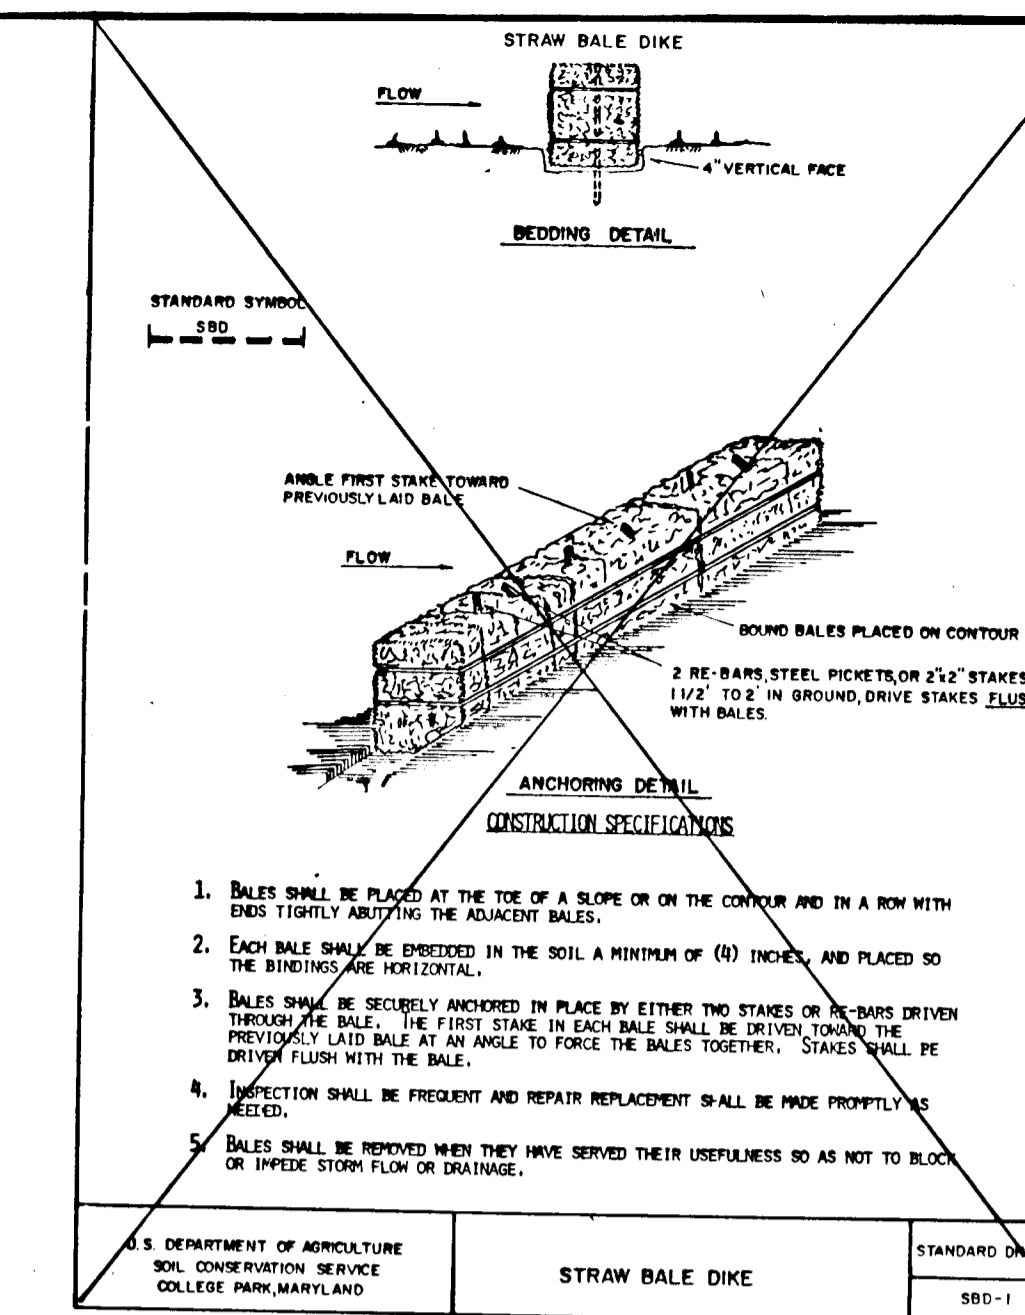 STRAW BALE DIKE
FLOW
4" VERTICAL FACE
BEDDING DETAIL
STANDARD SYMBOL
SBD
ANGLE FIRST STAKE TOWARD
PREVIOUSLY LAID BALE
FLOW
BOUND BALES PLACED ON CONTOUR
2 RE-BARS, STEEL PICKETS, OR 2"x2" STAKES
1 1/2' TO 2' IN GROUND, DRIVE STAKES FLUS
WITH BALES.
ANCHORING DETAIL
CONSTRUCTION SPECIFICATIONS
1. BALES SHALL BE PLACED AT THE TOE OF A SLOPE OR ON THE CONTOUR AND IN A ROW WITH
ENDS TIGHTLY ABUTTING THE ADJACENT BALES.
2. EACH BALE SHALL BE EMBEDDED IN THE SOIL A MINIMUM OF (4) INCHES, AND PLACED SO
THE BINDINGS ARE HORIZONTAL.
3. BALES SHALL BE SECURELY ANCHORED IN PLACE BY EITHER TWO STAKES OR RE-BARS DRIVEN
THROUGH THE BALE. THE FIRST STAKE IN EACH BALE SHALL BE DRIVEN TOWARD THE
PREVIOUSLY LAID BALE AT AN ANGLE TO FORCE THE BALES TOGETHER. STAKES SHALL BE
DRIVEN FLUSH WITH THE BALE.
4. INSPECTION SHALL BE FREQUENT AND REPAIR REPLACEMENT SHALL BE MADE PROMPTLY AS
NEEDED.
5. BALES SHALL BE REMOVED WHEN THEY HAVE SERVED THEIR USEFULNESS SO AS NOT TO BLOCK
OR IMPEDE STORM FLOW OR DRAINAGE.
U.S. DEPARTMENT OF AGRICULTURE
SOIL CONSERVATION SERVICE
COLLEGE PARK, MARYLAND
STRAW BALE DIKE
STANDARD DR
SBD-1